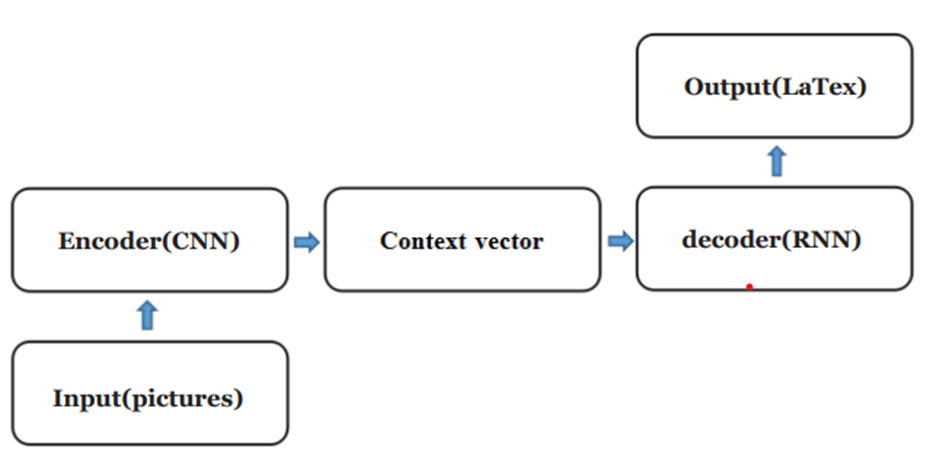 Output(LaTex)
Encoder(CNN)
Context vector
decoder(RNN)
Input(pictures)